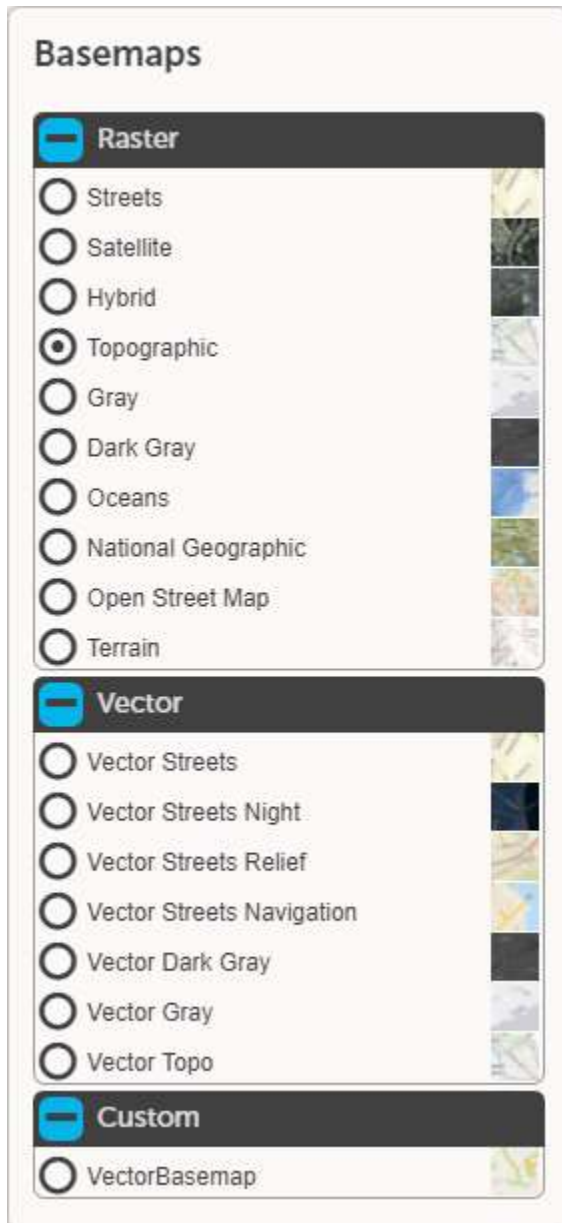 Basemaps
Raster
Streets
Satellite
Hybrid
Topographic
Gray
Dark Gray
Oceans
National Geographic
Open Street Map
Terrain
Vector
Vector Streets
Vector Streets Night
Vector Streets Relief
Vector Streets Navigation
Vector Dark Gray
Vector Gray
Vector Topo
Custom
VectorBasemap